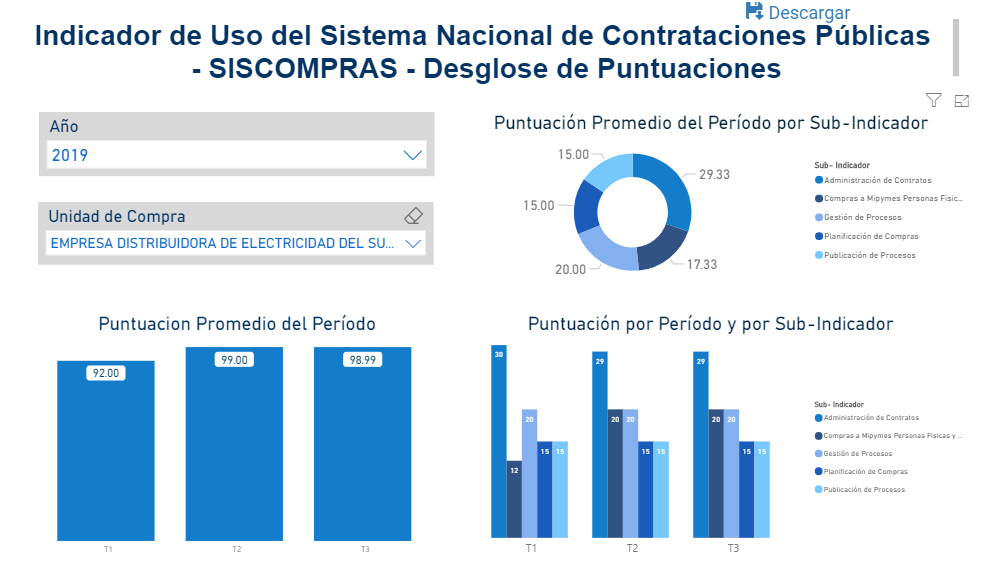 Descargar
Indicador de Uso del Sistema Nacional de Contrataciones Públicas
- SISCOMPRAS - Desglose de Puntuaciones
Año
2019
Unidad de Compra
EMPRESA DISTRIBUIDORA DE ELECTRICIDAD DEL SU...
Puntuación Promedio del Período por Sub-Indicador
15.00
29.33
15.00
20.00
17.33
Sub- Indicador
Administración de Contratos
Compras a Mipymes Personas Fisic...
Gestión de Procesos
Planificación de Compras
Publicación de Procesos
Puntuacion Promedio del Período
92.00
99.00
98.99
T1
T2
T3
Puntuación por Período y por Sub-Indicador
30
12
20
15
15
29
20
20
15
15
29
20
20
15
15
T1
T2
T3
Sub- Indicador
Administración de Contratos
Compras a Mipymes Personas Fisicas y ...
Gestión de Procesos
Planificación de Compras
Publicación de Procesos